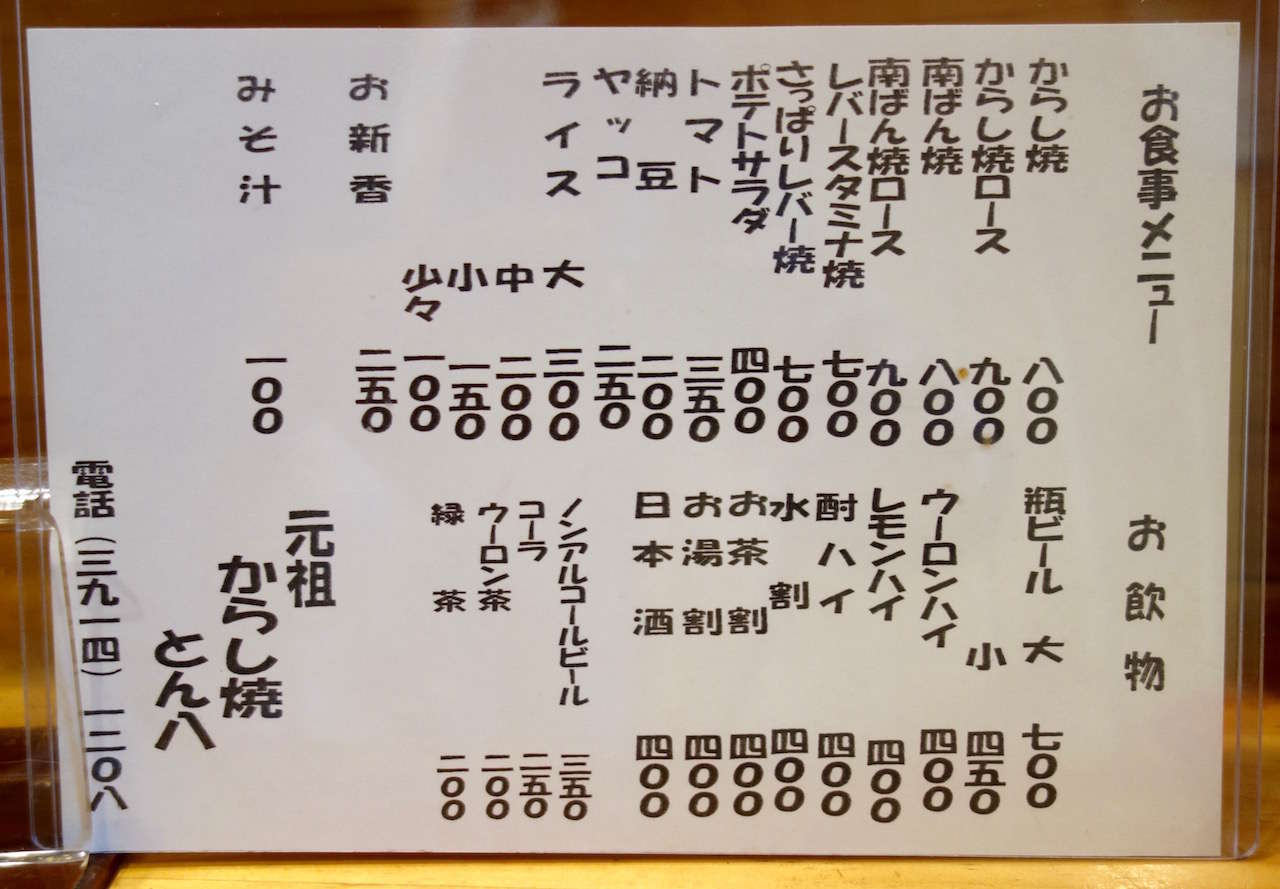 お食事メニュー
からし焼 八〇〇
からし焼ロース 九〇〇
南ばん焼 八〇〇
南ばん焼ロース 九〇〇
レバースタミナ焼 七〇〇
さっぱりレバー焼 七〇〇
ポテトサラダ 四〇〇
トマト 三五〇
納豆 二〇〇
ヤッコ 二五〇
ライス 大 三〇〇
中 二〇〇
小 一五〇
少々 一〇〇
お新香 二五〇
みそ汁 一〇〇
お飲物
瓶ビール 大 七〇〇
小 四五〇
ウーロンハイ 四〇〇
レモンハイ 四〇〇
酎ハイ 四〇〇
水割 四〇〇
お茶割 四〇〇
お湯割 四〇〇
日本酒 四〇〇
ノンアルコールビール 三五〇
コーラ 二五〇
ウーロン茶 二〇〇
緑茶 二〇〇
元祖
からし焼
とん八
電話(三九一四)一二〇八